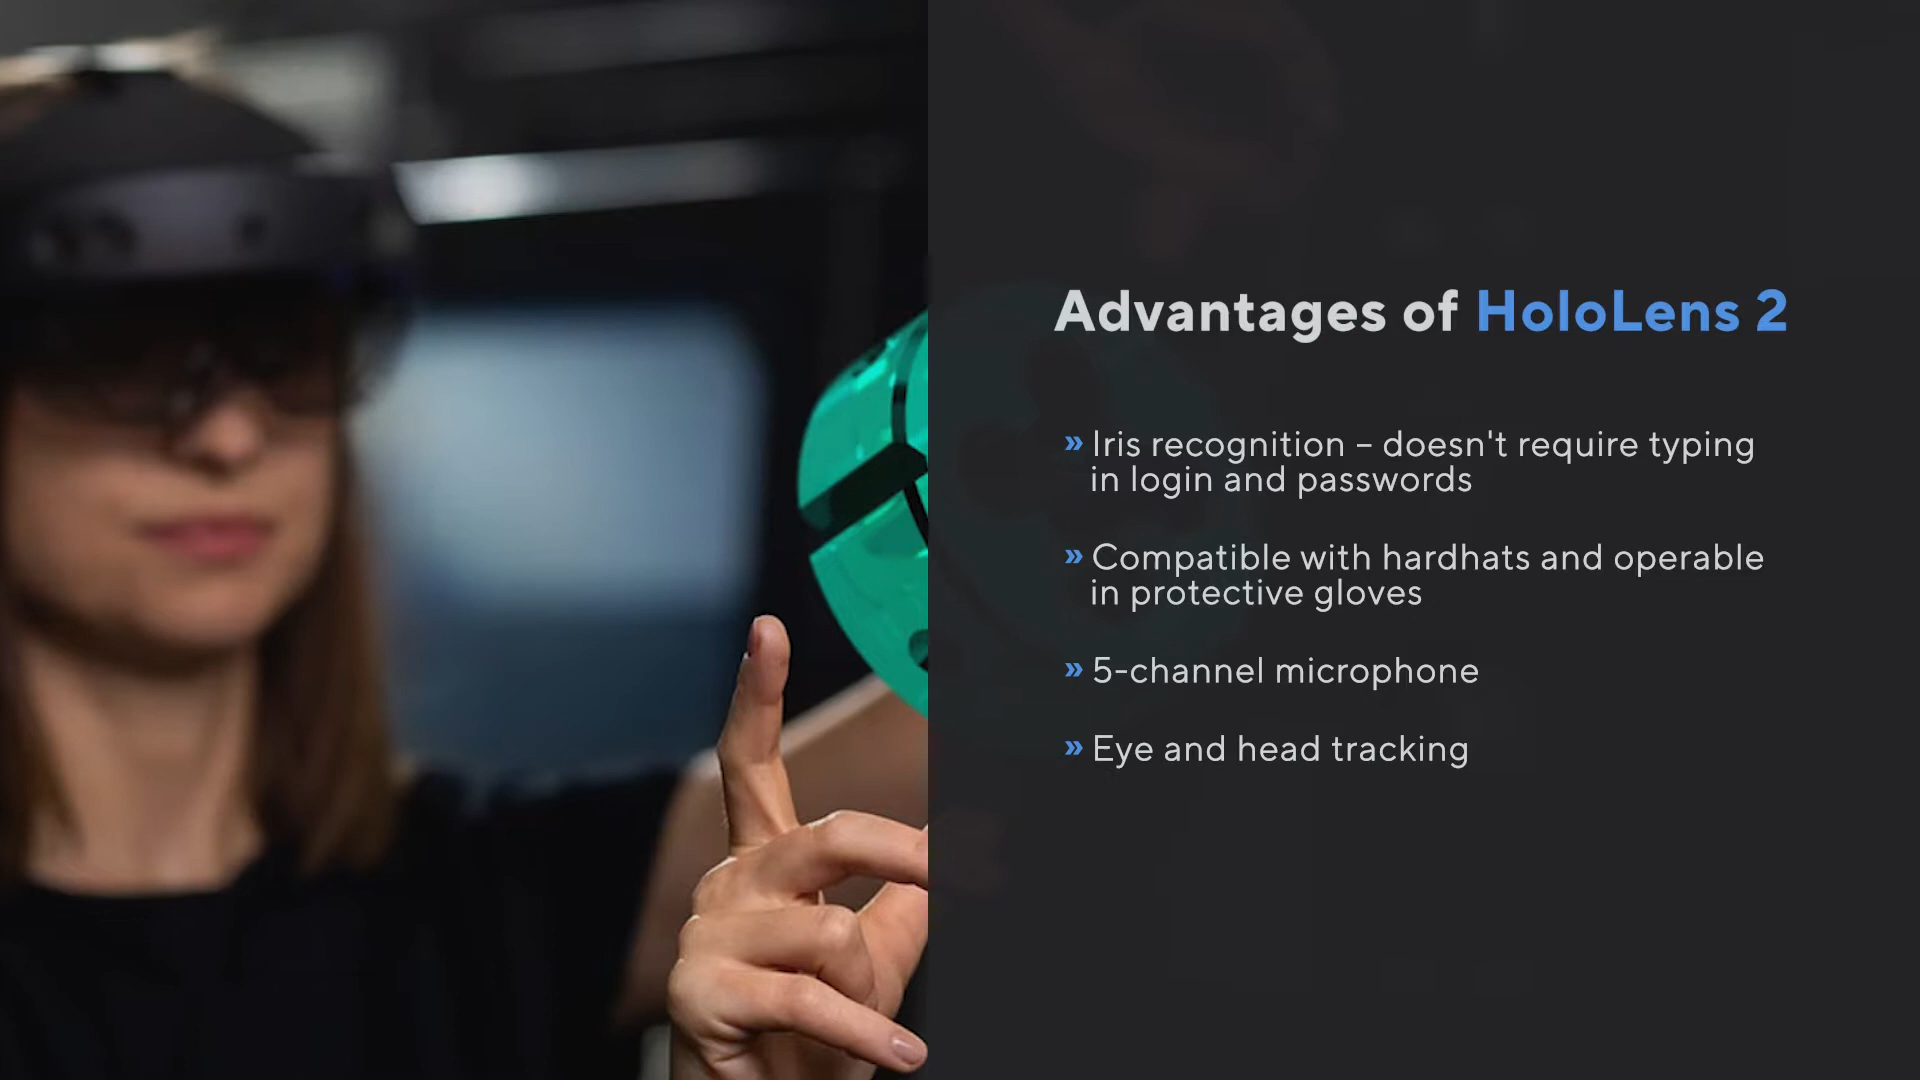 Advantages of HoloLens 2
» Iris recognition – doesn't require typing
in login and passwords
» Compatible with hardhats and operable
in protective gloves
» 5-channel microphone
» Eye and head tracking